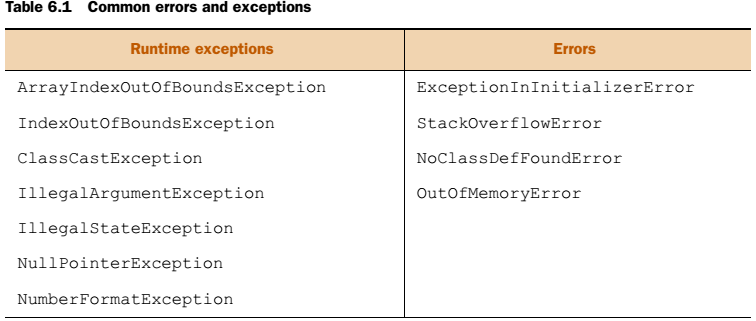 Table 6.1 Common errors and exceptions
Runtime exceptions Errors
ArrayIndexOutOfBoundsException ExceptionInInitializerError
IndexOutOfBoundsException StackOverflowError
ClassCastException NoClassDefFoundError
IllegalArgumentException OutOfMemoryError
IllegalStateException
NullPointerException
NumberFormatException